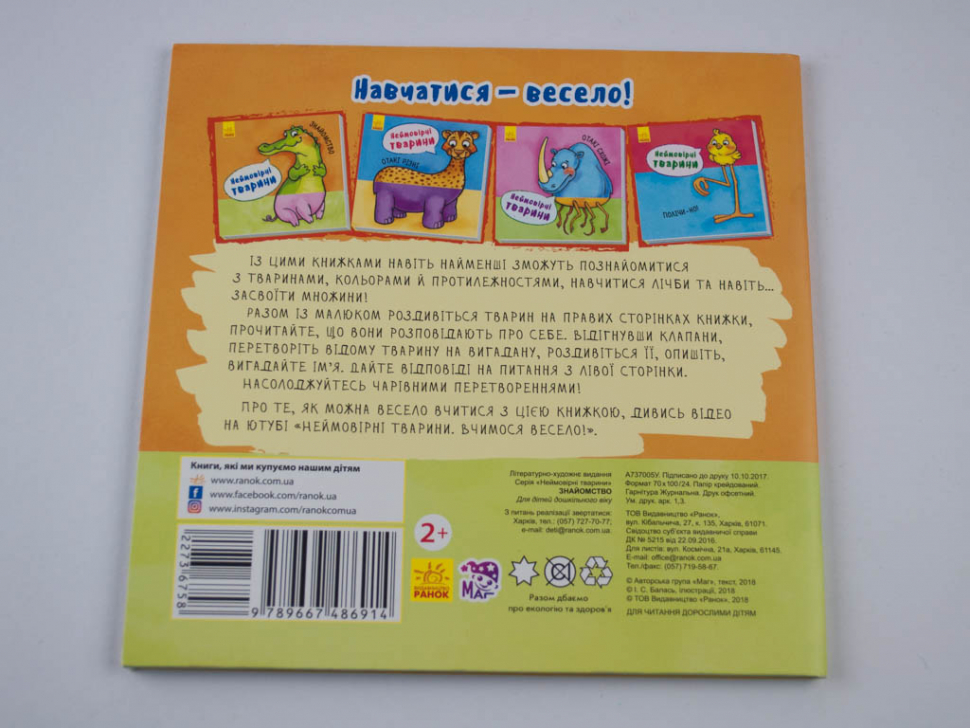 Навчатися – весело!
Неймовірні тварини
ЗНАЙОМСТВО
Неймовірні тварини
ОТАКІ РІЗНІ
Неймовірні тварини
ОТАКІ СХОЖІ
Неймовірні тварини
ПОЛІЧИ-НО!
ІЗ ЦИМИ КНИЖКАМИ НАВІТЬ НАЙМЕНШІ ЗМОЖУТЬ ПОЗНАЙОМИТИСЯ
З ТВАРИНАМИ, КОЛЬОРАМИ Й ПРОТИЛЕЖНОСТЯМИ, НАВЧИТИСЯ ЛІЧБИ ТА НАВІТЬ...
ЗАСВОЇТИ МНОЖИНИ!
РАЗОМ ІЗ МАЛЮКОМ РОЗДИВІТЬСЯ ТВАРИН НА ПРАВИХ СТОРІНКАХ КНИЖКИ,
ПРОЧИТАЙТЕ, ЩО ВОНИ РОЗПОВІДАЮТЬ ПРО СЕБЕ. ВІДІГНУВШИ КЛАПАНИ,
ПЕРЕТВОРІТЬ ВІДОМУ ТВАРИНУ НА ВИГАДАНУ, РОЗДИВІТЬСЯ ЇЇ, ОПИШІТЬ,
ВИГАДАЙТЕ ІМ'Я. ДАЙТЕ ВІДПОВІДІ НА ПИТАННЯ З ЛІВОЇ СТОРІНКИ.
НАСОЛОДЖУЙТЕСЬ ЧАРІВНИМИ ПЕРЕТВОРЕННЯМИ!
ПРО ТЕ, ЯК МОЖНА ВЕСЕЛО ВЧИТИСЯ З ЦІЄЮ КНИЖКОЮ, ДИВИСЬ ВІДЕО
НА ЮТУБІ «НЕЙМОВІРНІ ТВАРИНИ. ВЧИМОСЯ ВЕСЕЛО!».
Книги, які ми купуємо нашим дітям
www.ranok.com.ua
www.facebook.com/ranok.ua
www.instagram.com/ranokcomua
22736758
9 789667 486914
2+
ВИДАВНИЦТВО
РАНОК
МАГ
Літературно-художнє видання
Серія «Неймовірні тварини»
ЗНАЙОМСТВО
Для дітей дошкільного віку
З питань реалізації звертатися:
Харків, тел.: (057) 727-70-77;
e-mail: deti@ranok.com.ua.
Разом дбаємо
про екологію та здоров'я
А737005У. Підписано до друку 10.10.2017.
Формат 70х100/24. Папір крейдований.
Гарнітура Журнальна. Друк офсетний.
Ум. друк. арк. 1,3.
ТОВ Видавництво «Ранок»,
вул. Кібальчича, 27, к. 135, Харків, 61071.
Свідоцтво суб'єкта видавничої справи
ДК № 5215 від 22.09.2016.
Для листів: вул. Космічна, 21а, Харків, 61145.
E-mail: office@ranok.com.ua
Тел./факс: (057) 719-58-67.
© Авторська група «Маг», текст, 2018
© І. С. Балась, ілюстрації, 2018
© ТОВ Видавництво «Ранок», 2018
ДЛЯ ЧИТАННЯ ДОРОСЛИМИ ДІТЯМ